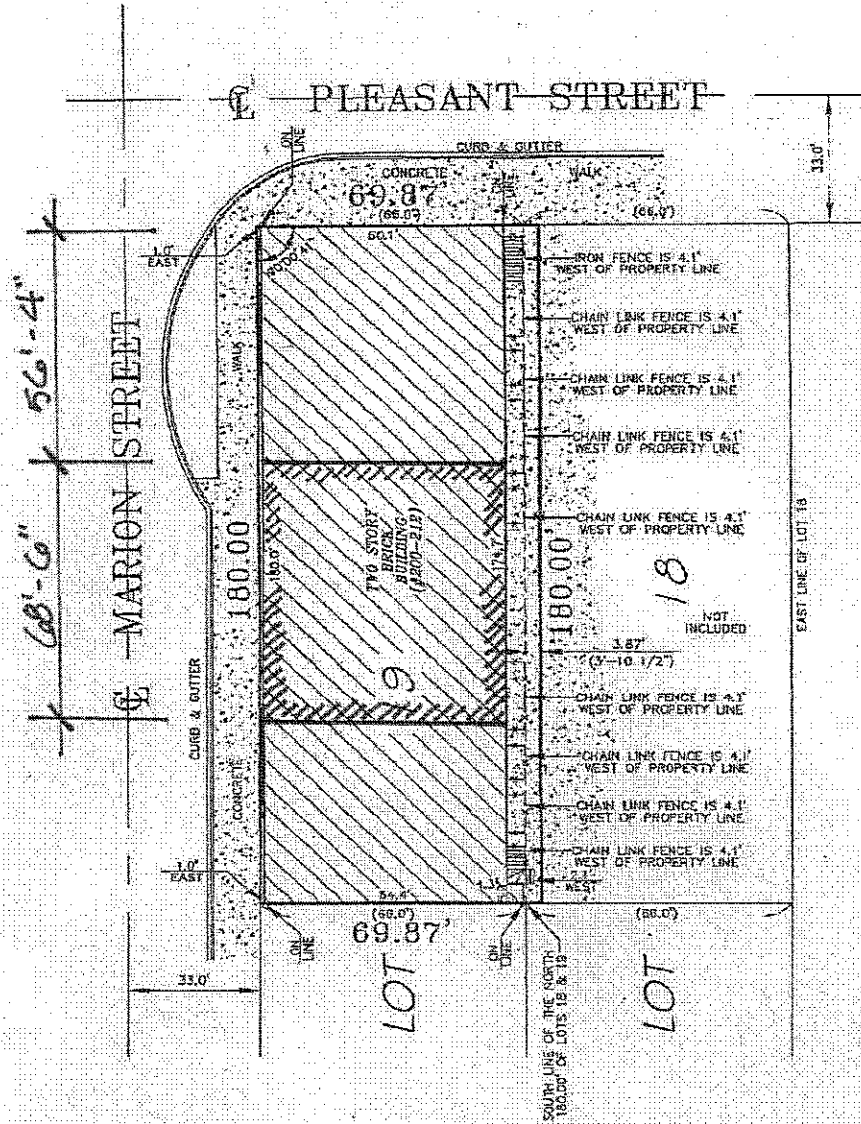 ℄ PLEASANT STREET
ON LINE
CURB & GUTTER
CONCRETE WALK
69.87'
(66.0')
ON LINE
(66.0')
33.0'
60.1'
1.0" EAST
56'-4"
68'-6"
℄ MARION STREET
WALK
CURB & GUTTER
CONCRETE
180.00'
180.0'
TWO STORY
BRICK
BUILDING
(#200-212)
19
180.00'
3.87'
(3'-10 1/2")
18
NOT
INCLUDED
EAST LINE OF LOT 18
IRON FENCE IS 4.1'
WEST OF PROPERTY LINE
CHAIN LINK FENCE IS 4.1'
WEST OF PROPERTY LINE
CHAIN LINK FENCE IS 4.1'
WEST OF PROPERTY LINE
CHAIN LINK FENCE IS 4.1'
WEST OF PROPERTY LINE
CHAIN LINK FENCE IS 4.1'
WEST OF PROPERTY LINE
CHAIN LINK FENCE IS 4.1'
WEST OF PROPERTY LINE
CHAIN LINK FENCE IS 4.1'
WEST OF PROPERTY LINE
CHAIN LINK FENCE IS 4.1'
WEST OF PROPERTY LINE
CHAIN LINK FENCE IS 4.1'
WEST OF PROPERTY LINE
WEST
1.0" EAST
(66.0')
69.87'
(66.0')
ON LINE
ON LINE
33.0'
LOT
LOT
SOUTH LINE OF THE NORTH
180.00' OF LOTS 18 & 19